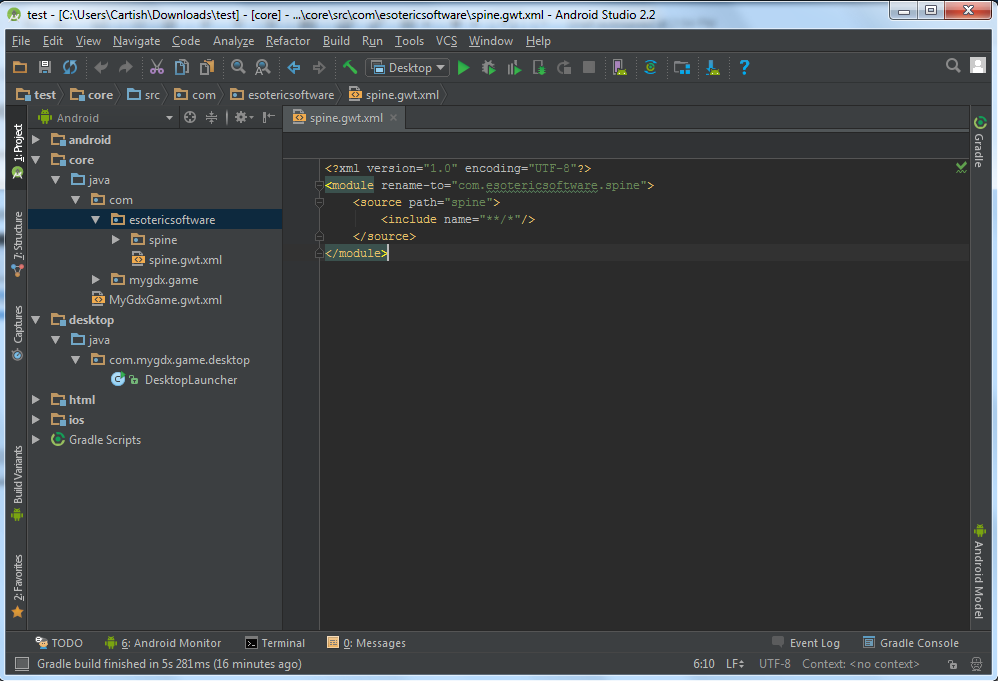 test - [C:\Users\Cartish\Downloads\test] - [core] - ...\core\src\com\esotericsoftware\spine.gwt.xml - Android Studio 2.2
File Edit View Navigate Code Analyze Refactor Build Run Tools VCS Window Help
Desktop
test core src com esotericsoftware spine.gwt.xml
Android
spine.gwt.xml
1: Project
7: Structure
Captures
Build Variants
2: Favorites
android
core
java
com
esotericsoftware
spine
spine.gwt.xml
mygdx.game
MyGdxGame.gwt.xml
desktop
java
com.mygdx.game.desktop
DesktopLauncher
html
ios
Gradle Scripts
<?xml version="1.0" encoding="UTF-8"?>
<module rename-to="com.esotericsoftware.spine">
<source path="spine">
<include name="**/*"/>
</source>
</module>
Gradle
Android Model
TODO 6: Android Monitor Terminal 0: Messages Event Log Gradle Console
Gradle build finished in 5s 281ms (16 minutes ago) 6:10 LF UTF-8 Context: <no context>